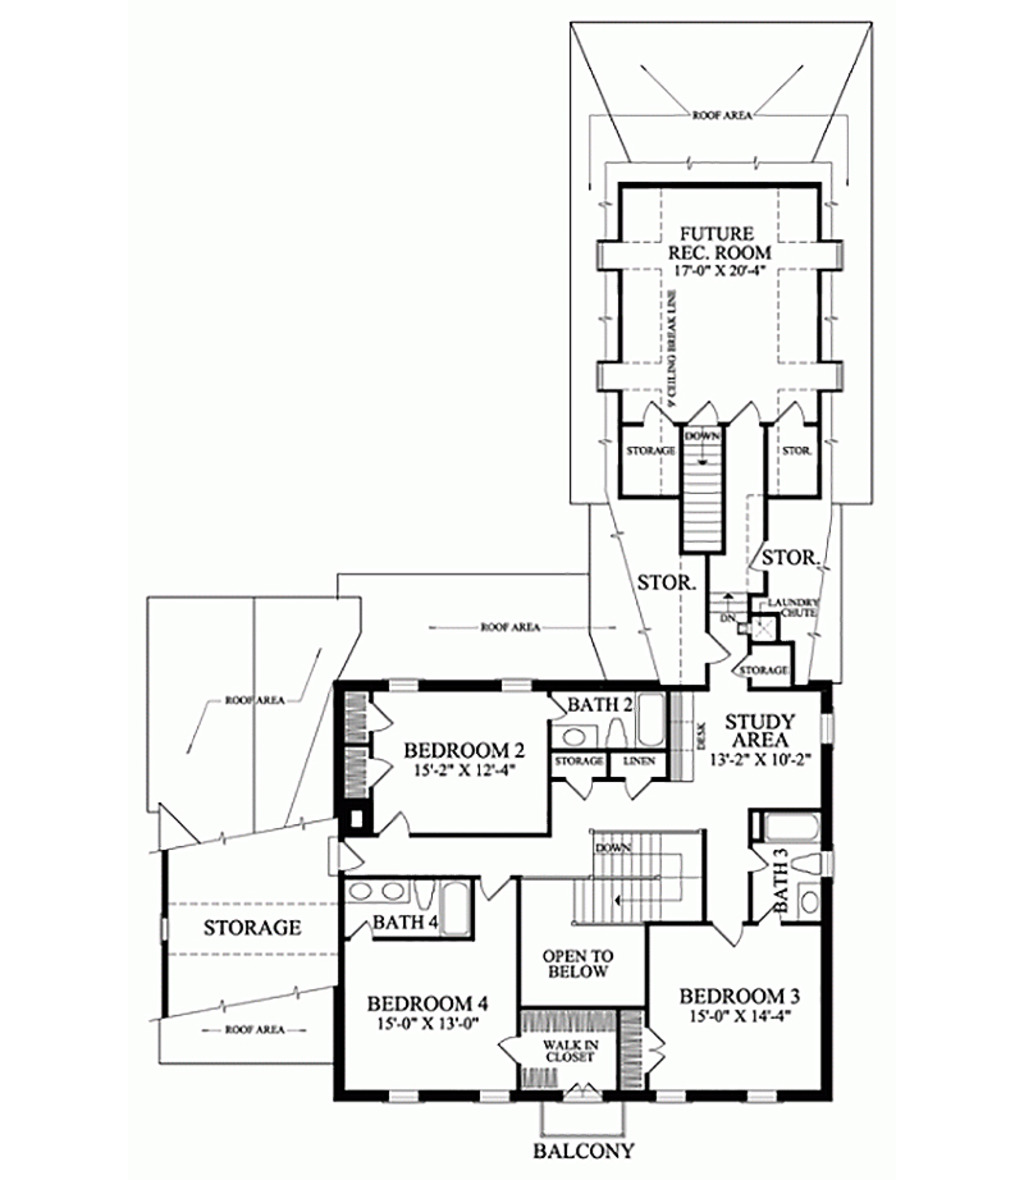 ROOF AREA
FUTURE
REC. ROOM
17'-0" X 20'-4"
9' CEILING BREAK LINE
DOWN
STORAGE
STOR.
STOR.
STOR.
LAUNDRY
CHUTE
DN
ROOF AREA
STORAGE
ROOF AREA
BATH 2
DESK
STUDY
AREA
13'-2" X 10'-2"
BEDROOM 2
15'-2" X 12'-4"
STORAGE
LINEN
DOWN
BATH 3
BATH 4
STORAGE
OPEN TO
BELOW
BEDROOM 4
15'-0" X 13'-0"
BEDROOM 3
15'-0" X 14'-4"
ROOF AREA
WALK IN
CLOSET
BALCONY